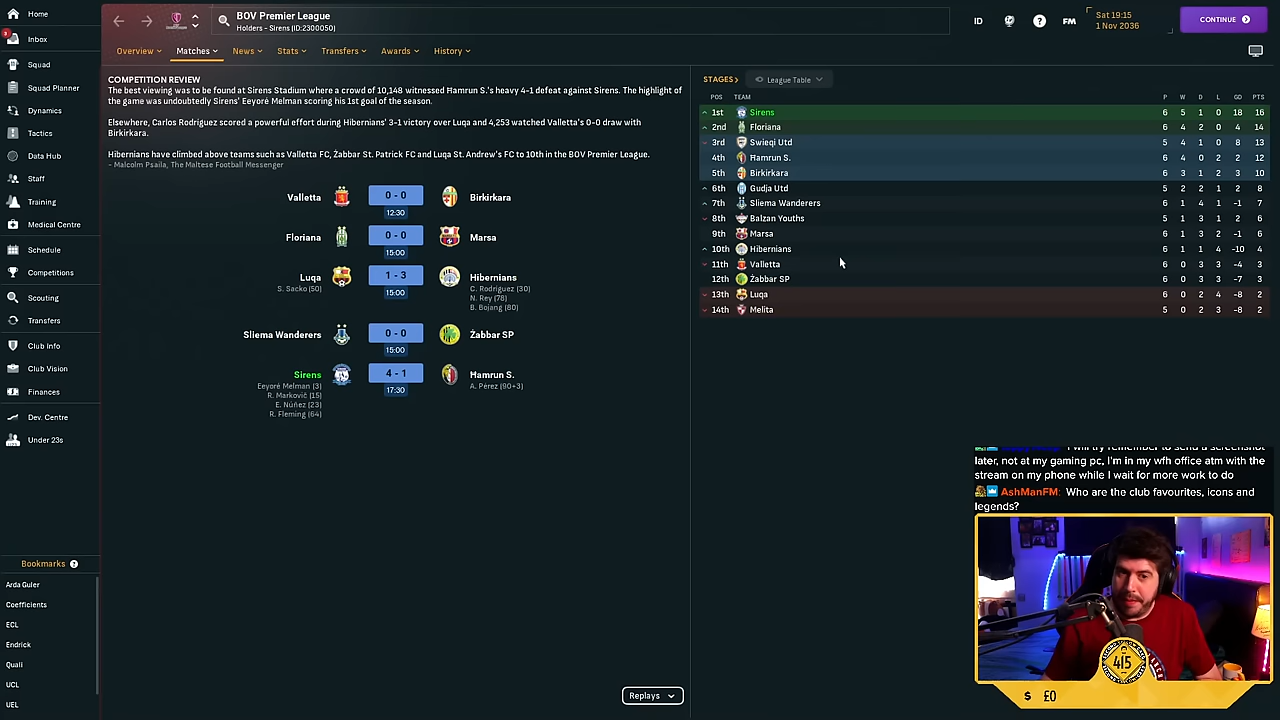 Home
3
Inbox
Squad
Squad Planner
Dynamics
Tactics
Data Hub
Staff
Training
Medical Centre
Schedule
Competitions
Scouting
Transfers
Club Info
Club Vision
Finances
Dev. Centre
Under 23s
Bookmarks ?
Arda Guler
Coefficients
ECL
Endrick
Quali
UCL
UEL
BOV Premier League
Holders - Sirens (ID:2300050)
ID
?
FM
Sat 19:15
1 Nov 2036
CONTINUE
Overview
Matches
News
Stats
Transfers
Awards
History
COMPETITION REVIEW
The best viewing was to be found at Sirens Stadium where a crowd of 10,148 witnessed Hamrun S.'s heavy 4-1 defeat against Sirens. The highlight of
the game was undoubtedly Sirens' Eeyoré Melman scoring his 1st goal of the season.
Elsewhere, Carlos Rodríguez scored a powerful effort during Hibernians' 3-1 victory over Luqa and 4,253 watched Valletta's 0-0 draw with
Birkirkara.
Hibernians have climbed above teams such as Valletta FC, Żabbar St. Patrick FC and Luqa St. Andrew's FC to 10th in the BOV Premier League.
- Malcolm Psaila, The Maltese Football Messenger
Valletta 0 - 0 Birkirkara
12:30
Floriana 0 - 0 Marsa
15:00
Luqa 1 - 3 Hibernians
S. Sacko (50) 15:00 C. Rodríguez (30)
N. Rey (78)
B. Bojang (80)
Sliema Wanderers 0 - 0 Żabbar SP
15:00
Sirens 4 - 1 Hamrun S.
Eeyoré Melman (3) 17:30 A. Pérez (90+3)
R. Marković (15)
E. Núñez (23)
R. Fleming (64)
Replays
STAGES
League Table
POS TEAM P W D L GD PTS
1st Sirens 6 5 1 0 18 16
2nd Floriana 6 4 2 0 4 14
3rd Swieqi Utd 5 4 1 0 8 13
4th Hamrun S. 6 4 0 2 2 12
5th Birkirkara 6 3 1 2 3 10
6th Gudja Utd 5 2 2 1 2 8
7th Sliema Wanderers 6 1 4 1 -1 7
8th Balzan Youths 5 1 3 1 2 6
9th Marsa 6 1 3 2 -1 6
10th Hibernians 6 1 1 4 -10 4
11th Valletta 6 0 3 3 -4 3
12th Żabbar SP 6 0 3 3 -7 3
13th Luqa 6 0 2 4 -8 2
14th Melita 5 0 2 3 -8 2
I will try remember to send a screenshot
later, not at my gaming pc, I'm in my wfh office atm with the
stream on my phone while I wait for more work to do
AshManFM: Who are the club favourites, icons and
legends?
415
$ £0